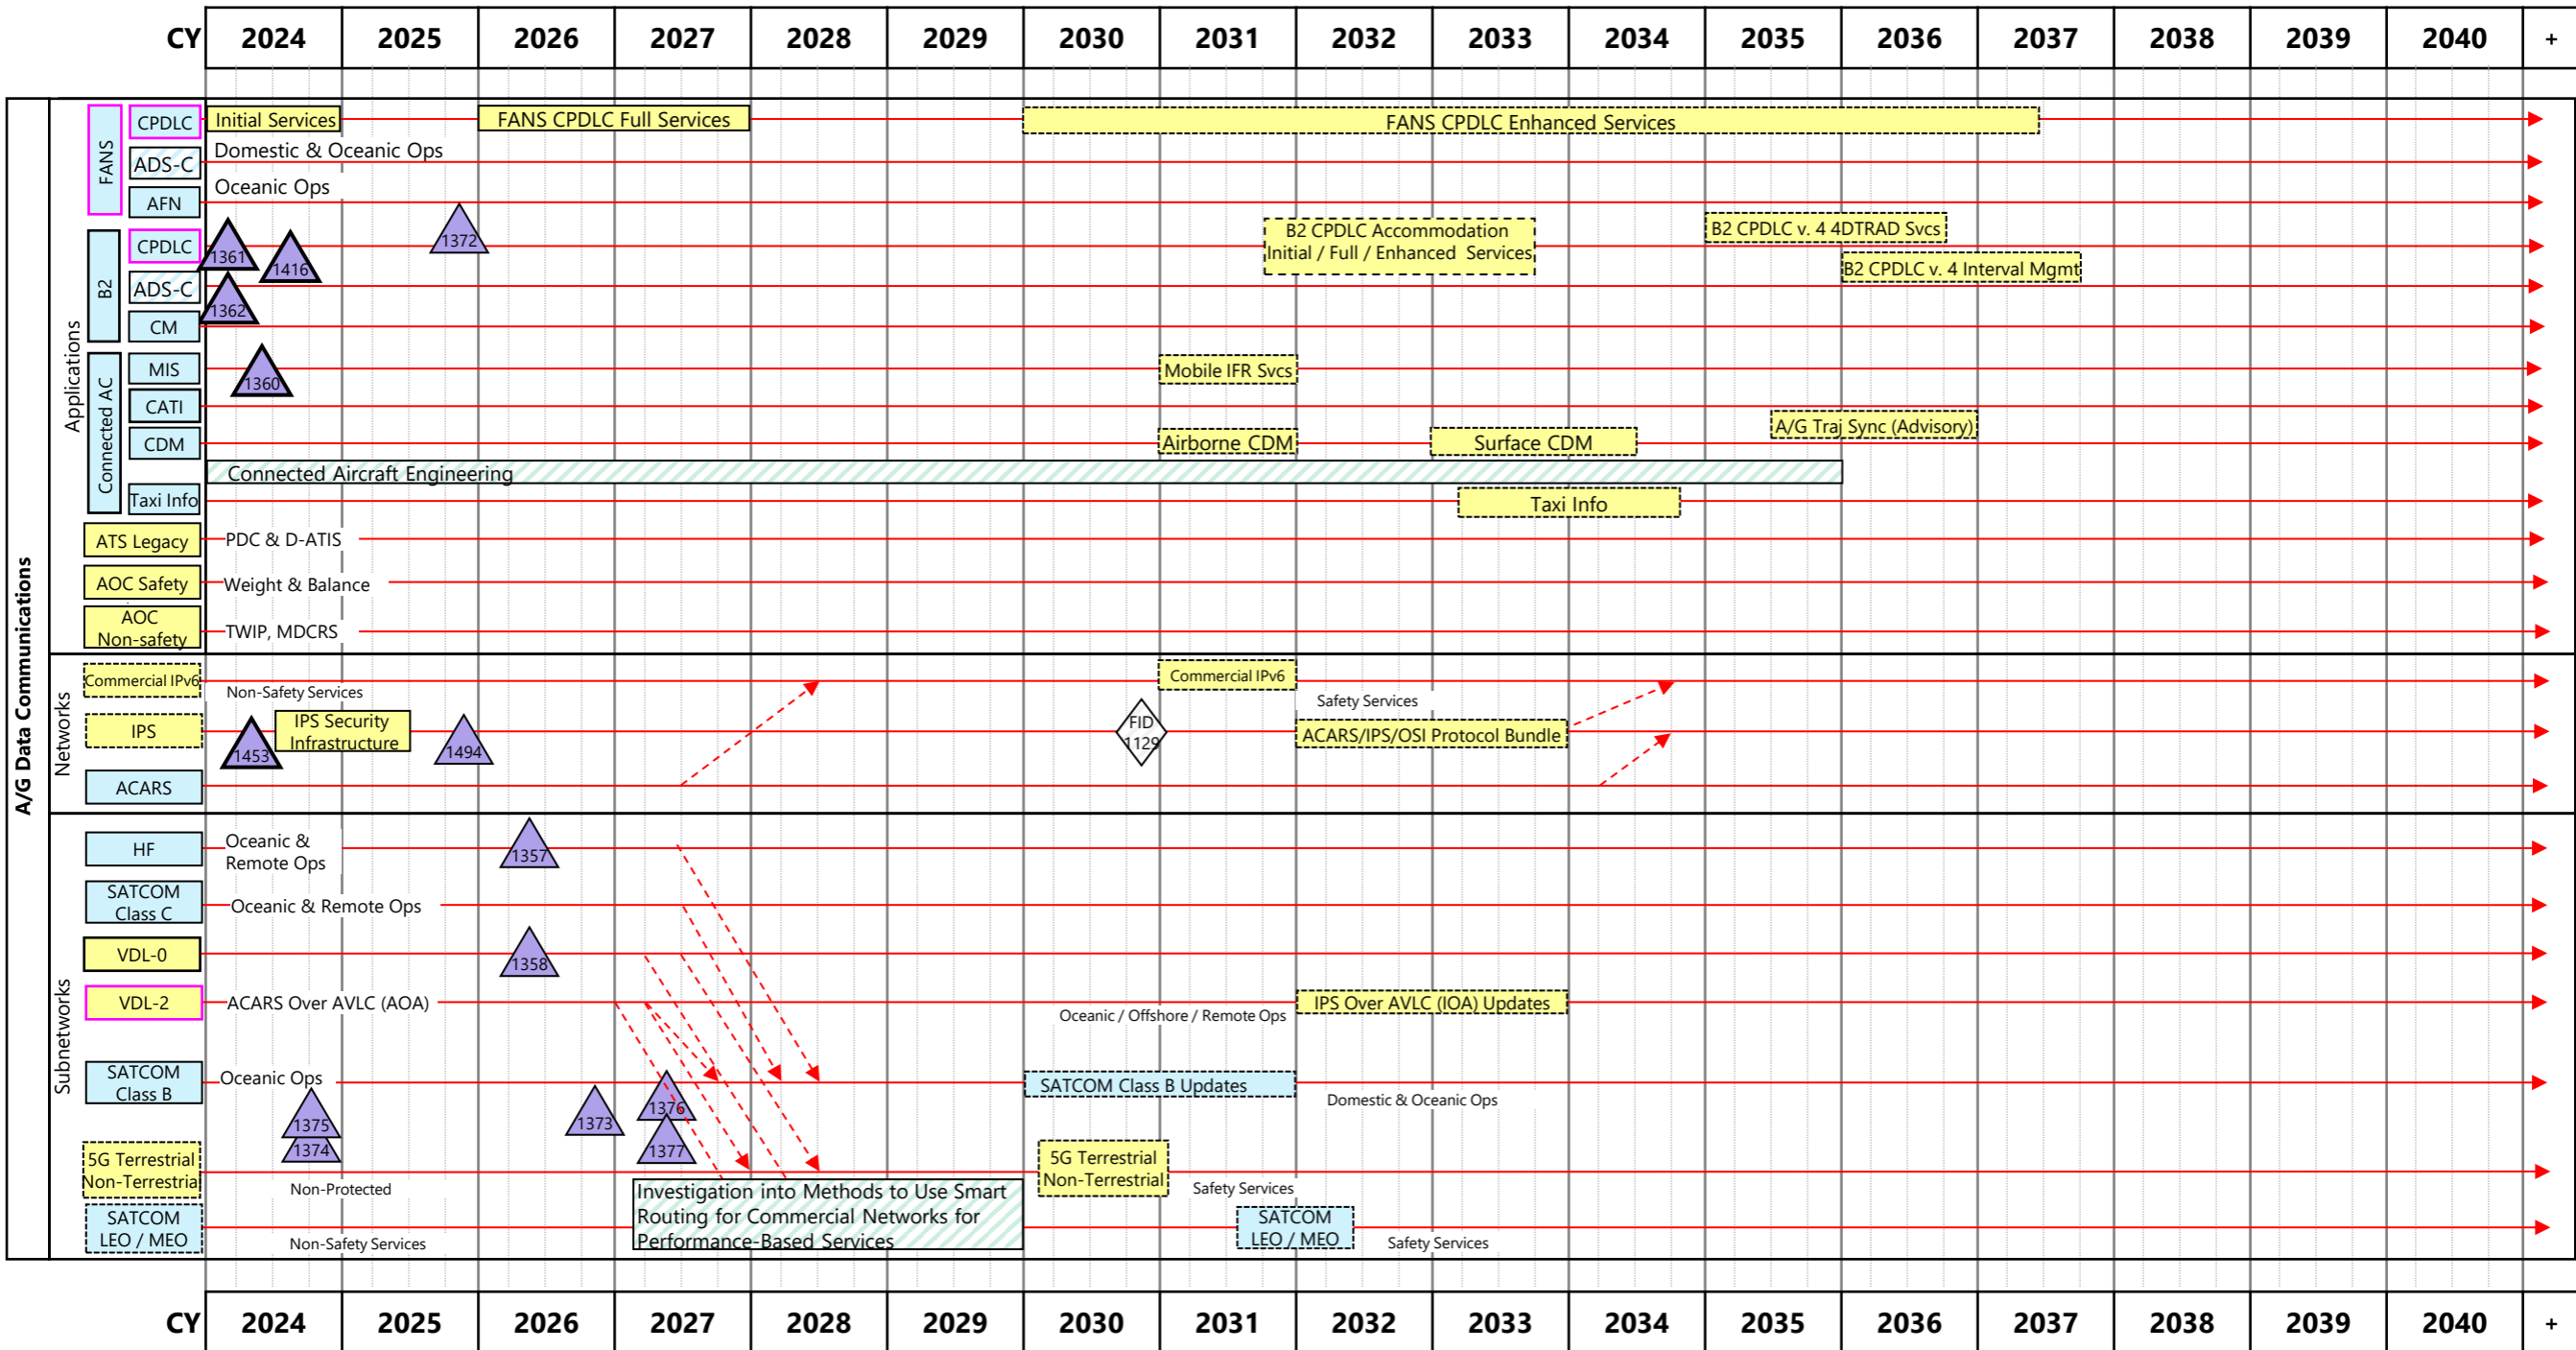 CY 2024 2025 2026 2027 2028 2029 2030 2031 2032 2033 2034 2035 2036 2037 2038 2039 2040 +
A/G Data Communications
Applications
FANS
CPDLC
Initial Services
FANS CPDLC Full Services
FANS CPDLC Enhanced Services
Domestic & Oceanic Ops
ADS-C
Oceanic Ops
AFN
B2
CPDLC
1361
1416
1372
B2 CPDLC Accommodation
Initial / Full / Enhanced Services
B2 CPDLC v. 4 4DTRAD Svcs
B2 CPDLC v. 4 Interval Mgmt
ADS-C
1362
CM
Connected AC
MIS
1360
Mobile IFR Svcs
CATI
A/G Traj Sync (Advisory)
CDM
Airborne CDM
Surface CDM
Connected Aircraft Engineering
Taxi Info
Taxi Info
ATS Legacy
PDC & D-ATIS
AOC Safety
Weight & Balance
AOC
Non-safety
TWIP, MDCRS
Networks
Commercial IPv6
Non-Safety Services
Commercial IPv6
Safety Services
IPS
1453
IPS Security
Infrastructure
1494
FID
1129
ACARS/IPS/OSI Protocol Bundle
ACARS
Subnetworks
HF
Oceanic &
Remote Ops
1357
SATCOM
Class C
Oceanic & Remote Ops
VDL-0
1358
VDL-2
ACARS Over AVLC (AOA)
Oceanic / Offshore / Remote Ops
IPS Over AVLC (IOA) Updates
SATCOM
Class B
Oceanic Ops
SATCOM Class B Updates
Domestic & Oceanic Ops
1375
1374
1373
1376
1377
5G Terrestrial
Non-Terrestrial
Non-Protected
5G Terrestrial
Non-Terrestrial
Safety Services
Investigation into Methods to Use Smart
Routing for Commercial Networks for
Performance-Based Services
SATCOM
LEO / MEO
Non-Safety Services
SATCOM
LEO / MEO
Safety Services
CY 2024 2025 2026 2027 2028 2029 2030 2031 2032 2033 2034 2035 2036 2037 2038 2039 2040 +